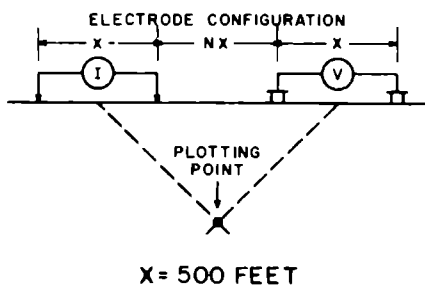 ELECTRODE CONFIGURATION
X NX X
I V
PLOTTING
POINT
X = 500 FEET